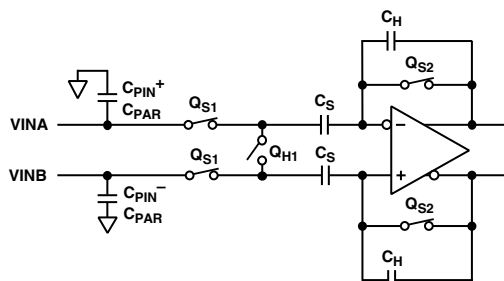 CH
QS2
CPIN+
CPAR
QS1
CS
VINA
–
QH1
VINB
QS1
CS
+
CPIN–
CPAR
QS2
CH